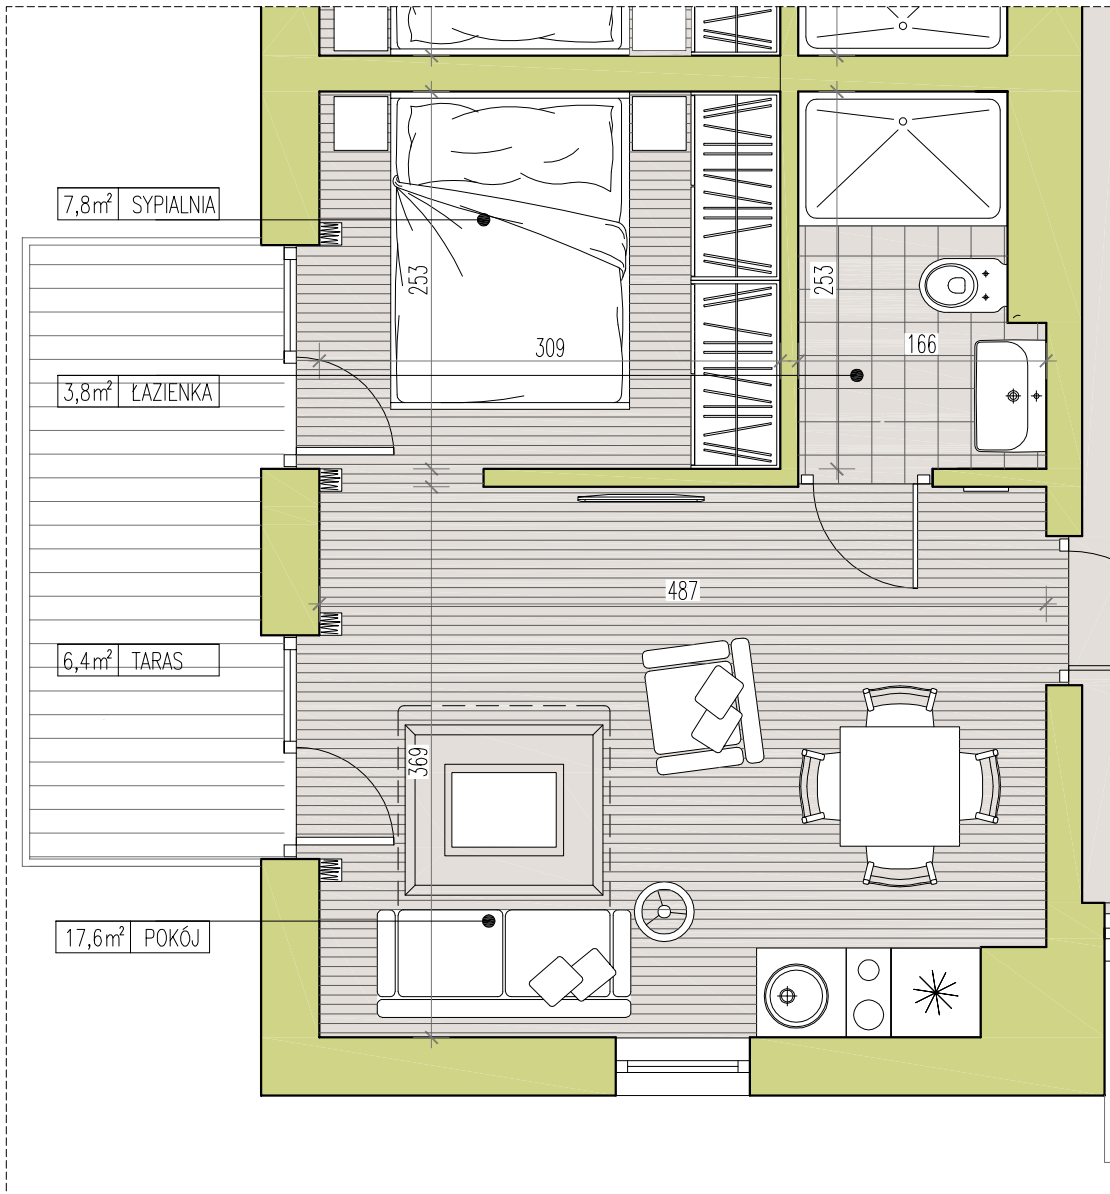 7,8m² SYPIALNIA
253
253
309
166
3,8m² ŁAZIENKA
487
6,4m² TARAS
369
17,6m² POKÓJ